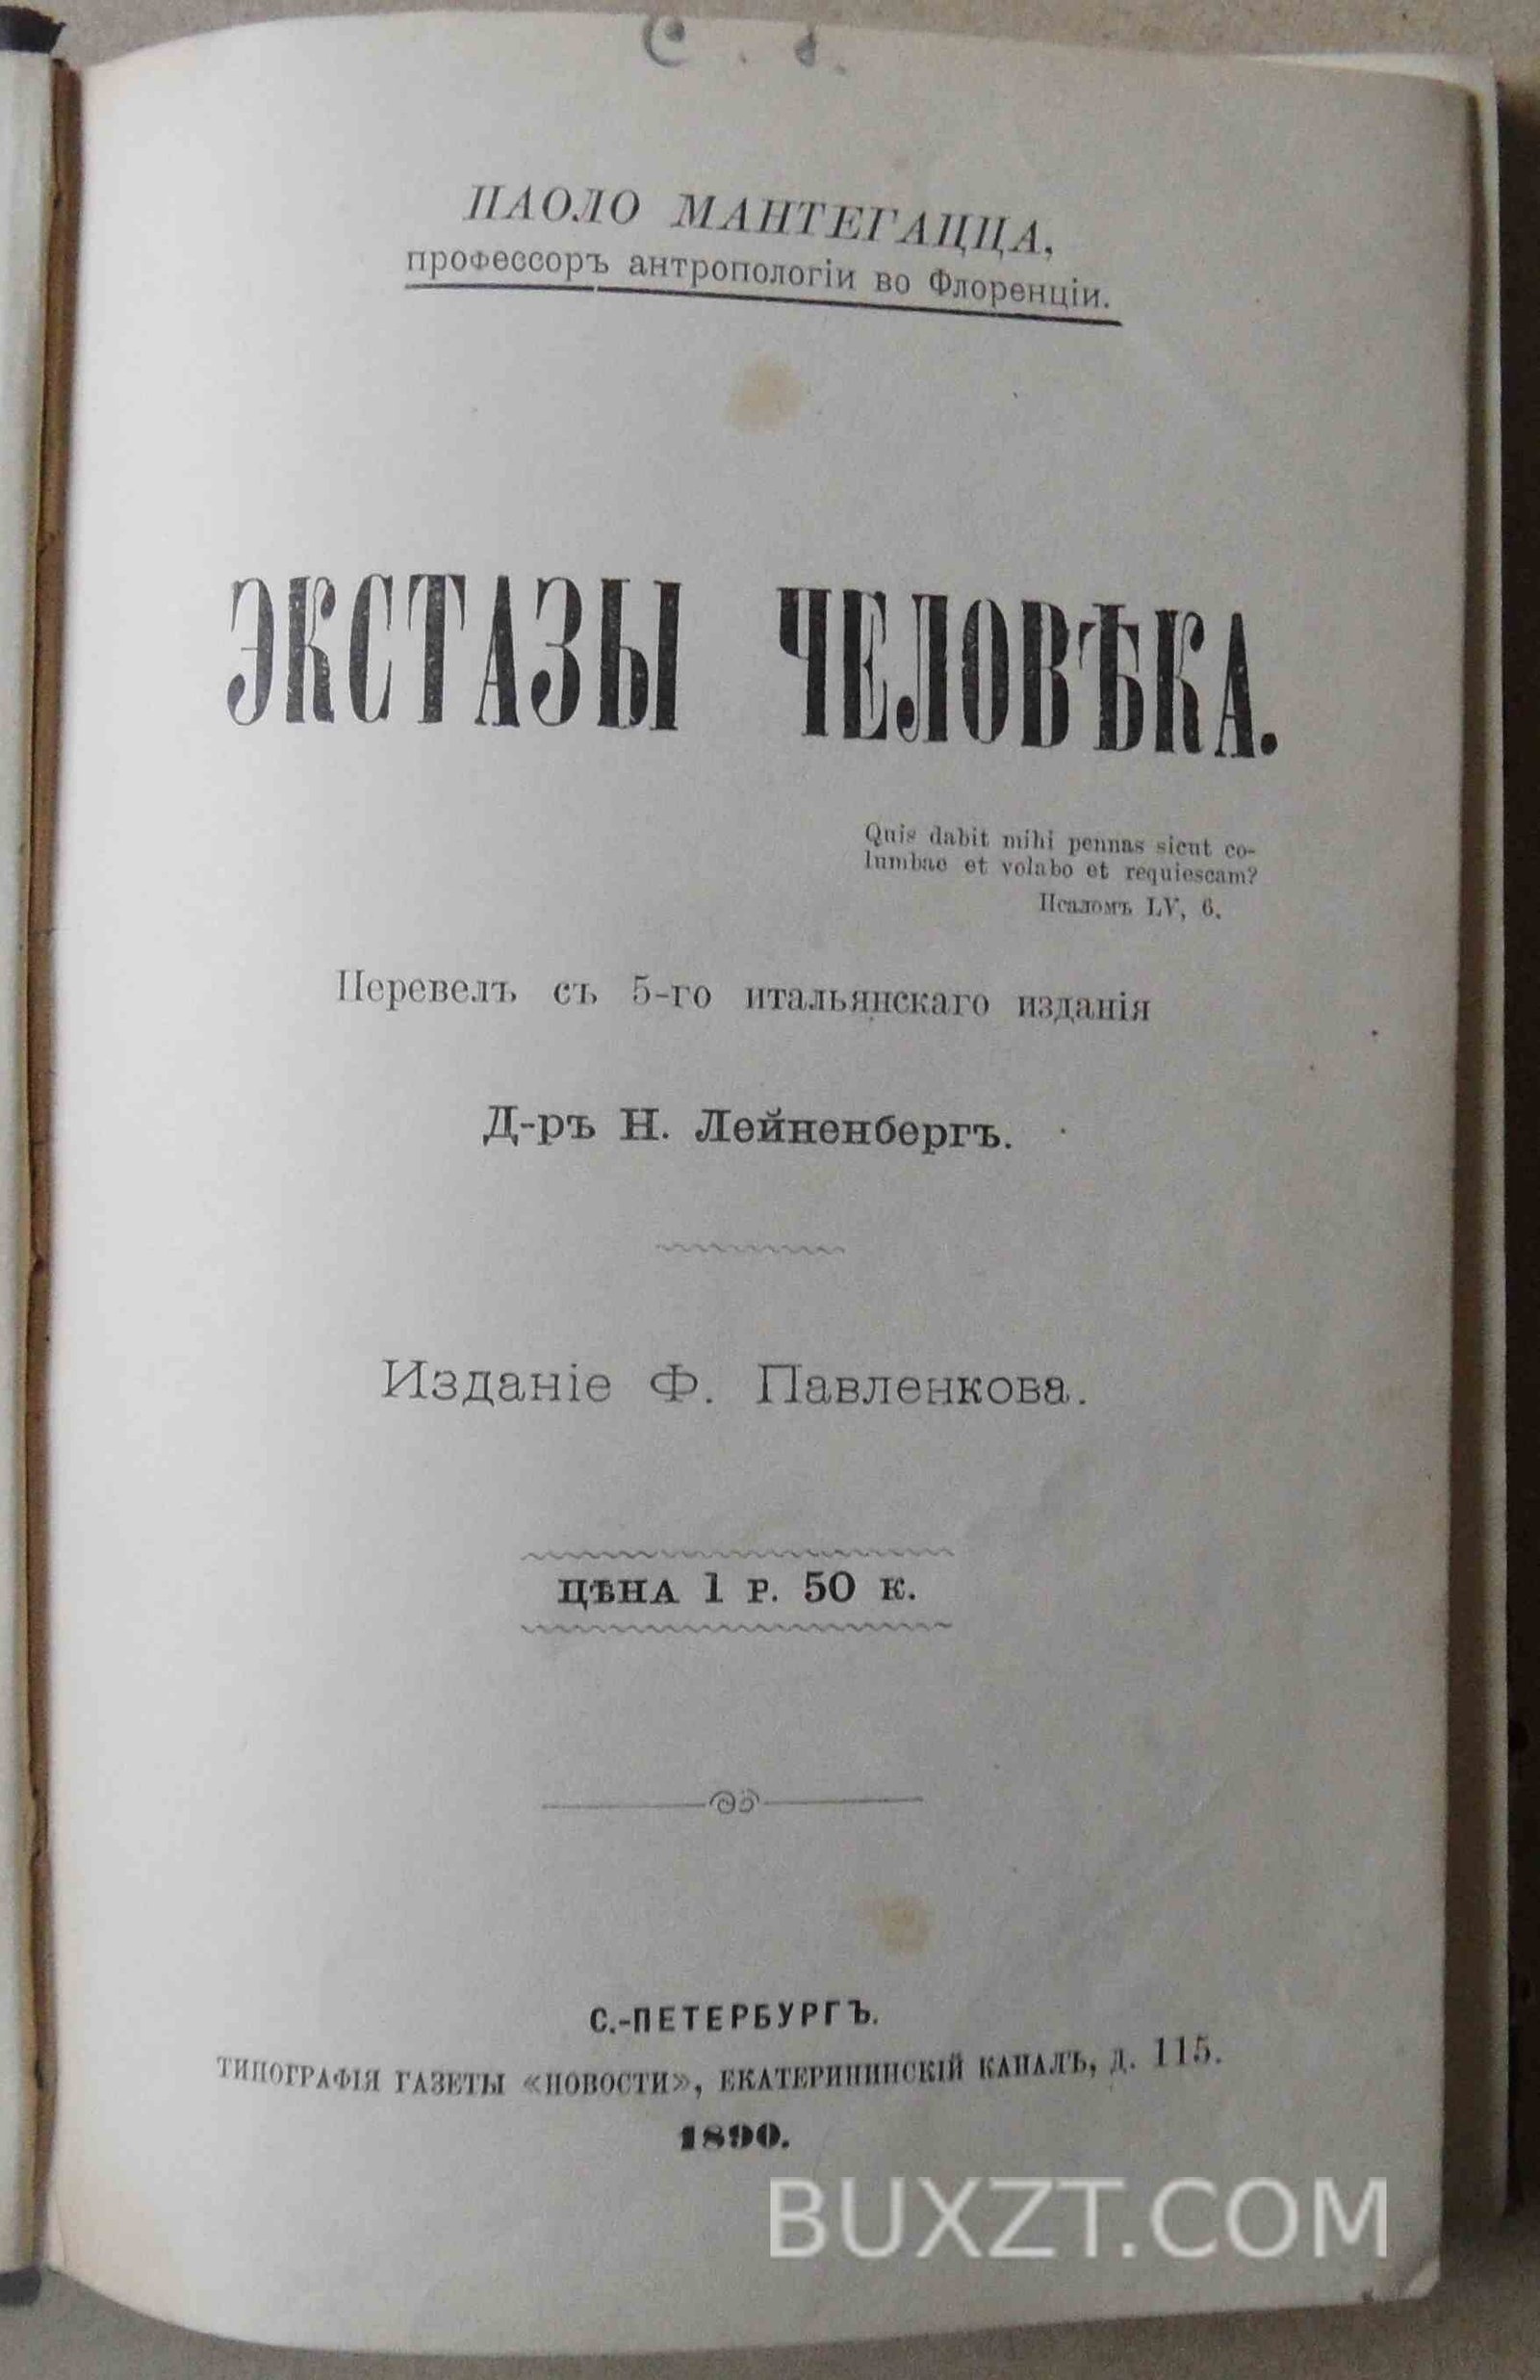 ПАОЛО МАНТЕГАЦЦА,
профессоръ антропологіи во Флоренціи.
ЭКСТАЗЫ ЧЕЛОВѢКА.
Quis dabit mihi pennas sicut co-
lumbae et volabo et requiescam?
Псаломъ LV, 6.
Перевелъ съ 5-го итальянскаго изданія
Д-ръ Н. Лейненбергъ.
Изданіе Ф. Павленкова.
ЦѢНА 1 Р. 50 К.
С.-ПЕТЕРБУРГЪ.
ТИПОГРАФІЯ ГАЗЕТЫ «НОВОСТИ», ЕКАТЕРИНИНСКІЙ КАНАЛЪ, Д. 115.
1890.
BUXZT.COM